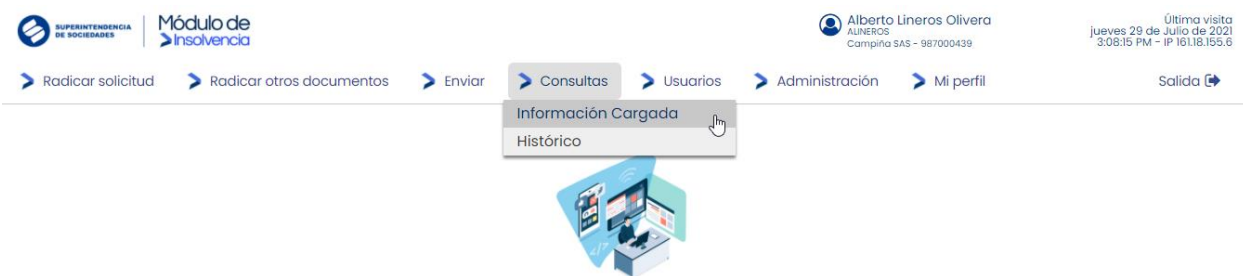 SUPERINTENDENCIA
DE SOCIEDADES
Módulo de
Insolvencia
Alberto Lineros Olivera
ALINEROS
Campiña SAS - 987000439
Última visita
jueves 29 de Julio de 2021
3:08:15 PM - IP 161.18.155.6
Radicar solicitud
Radicar otros documentos
Enviar
Consultas
Usuarios
Administración
Mi perfil
Salida
Información Cargada
Histórico